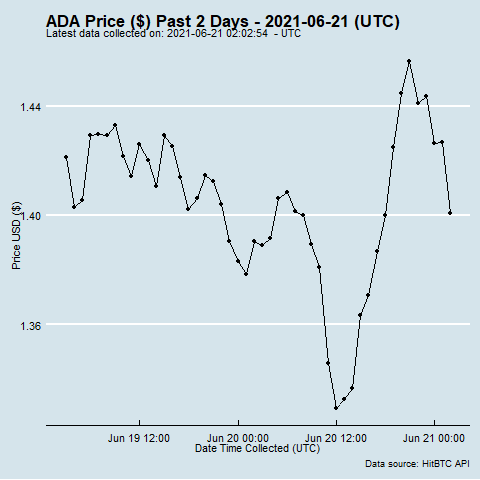 ADA Price ($) Past 2 Days - 2021-06-21 (UTC)
Latest data collected on: 2021-06-21 02:02:54 - UTC
1.44
1.40
1.36
Price USD ($)
Jun 19 12:00 Jun 20 00:00 Jun 20 12:00 Jun 21 00:00
Date Time Collected (UTC)
Data source: HitBTC API